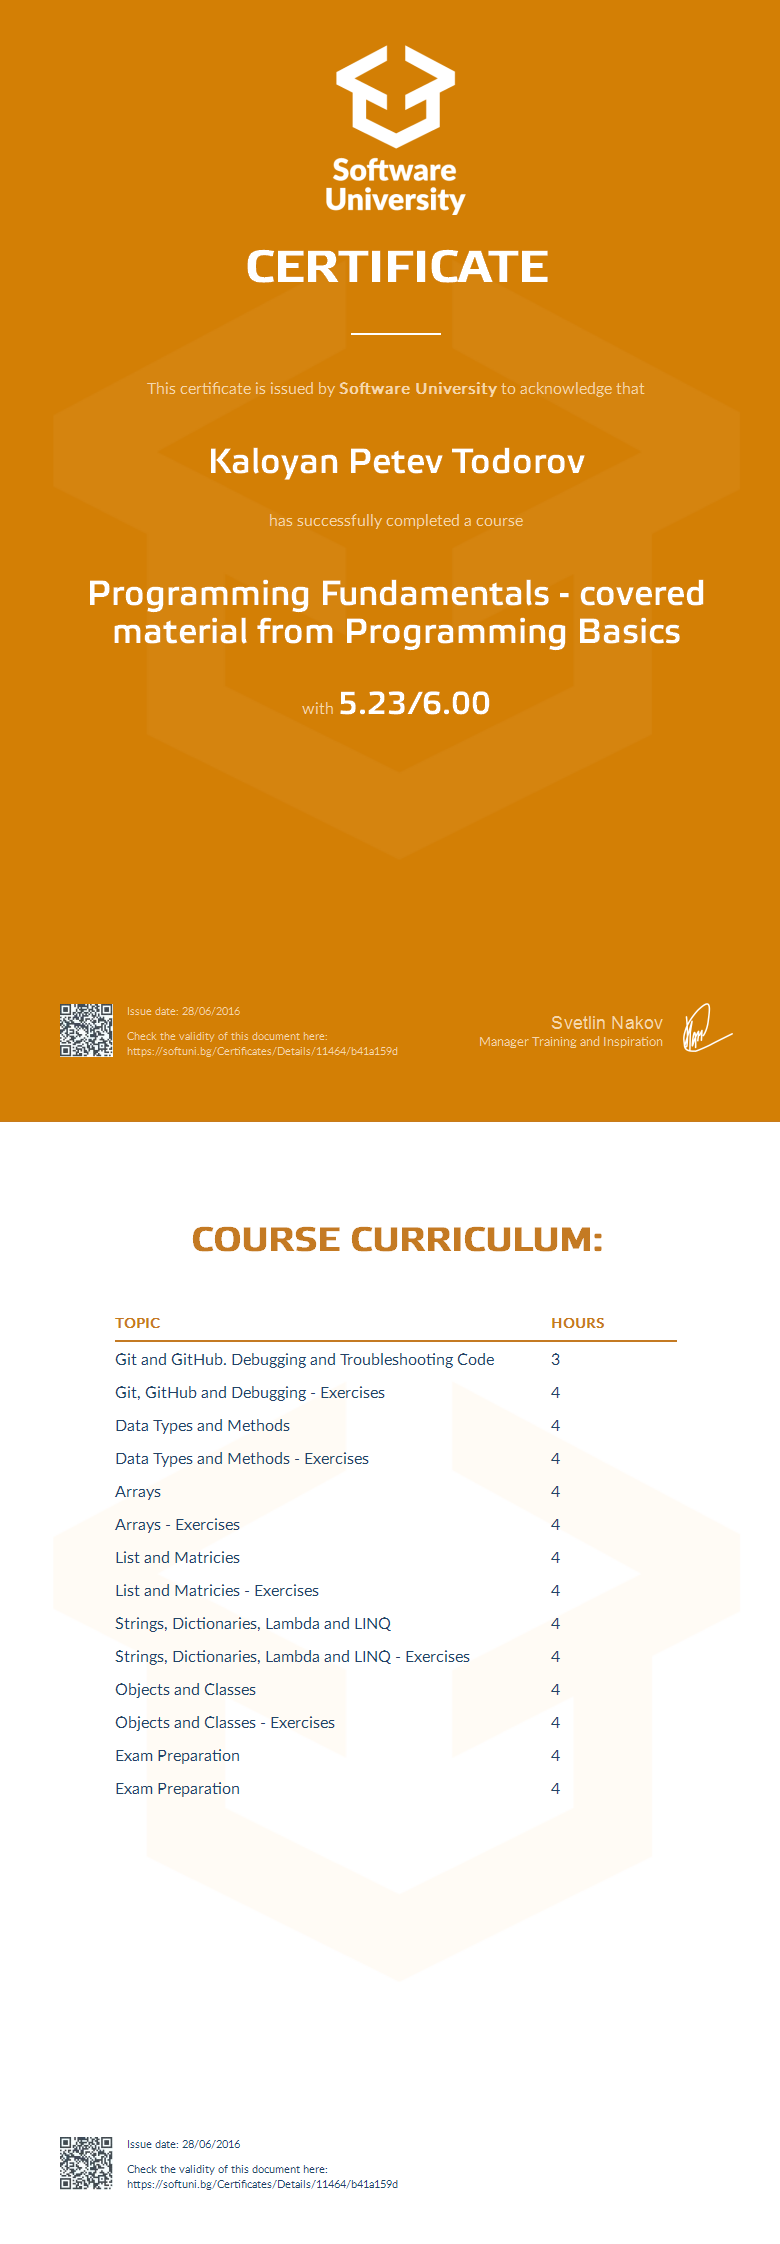 Software
University
CERTIFICATE
This certificate is issued by Software University to acknowledge that
Kaloyan Petev Todorov
has successfully completed a course
Programming Fundamentals - covered
material from Programming Basics
with 5.23/6.00
Issue date: 28/06/2016
Check the validity of this document here:
https://softuni.bg/Certificates/Details/11464/b41a159d
Svetlin Nakov
Manager Training and Inspiration
COURSE CURRICULUM:
TOPIC HOURS
Git and GitHub. Debugging and Troubleshooting Code 3
Git, GitHub and Debugging - Exercises 4
Data Types and Methods 4
Data Types and Methods - Exercises 4
Arrays 4
Arrays - Exercises 4
List and Matricies 4
List and Matricies - Exercises 4
Strings, Dictionaries, Lambda and LINQ 4
Strings, Dictionaries, Lambda and LINQ - Exercises 4
Objects and Classes 4
Objects and Classes - Exercises 4
Exam Preparation 4
Exam Preparation 4
Issue date: 28/06/2016
Check the validity of this document here:
https://softuni.bg/Certificates/Details/11464/b41a159d